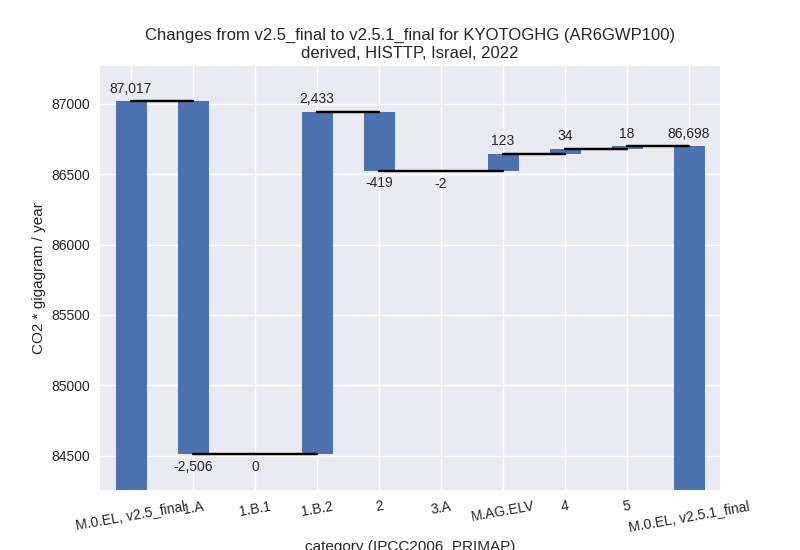 Changes from v2.5_final to v2.5.1_final for KYOTOGHG (AR6GWP100)
derived, HISTTP, Israel, 2022
CO2 * gigagram / year
87000
86500
86000
85500
85000
84500
87,017
-2,506
0
2,433
-419
-2
123
34
18
86,698
M.0.EL, v2.5_final
1.A
1.B.1
1.B.2
2
3.A
M.AG.ELV
4
5
M.0.EL, v2.5.1_final
category (IPCC2006_PRIMAP)